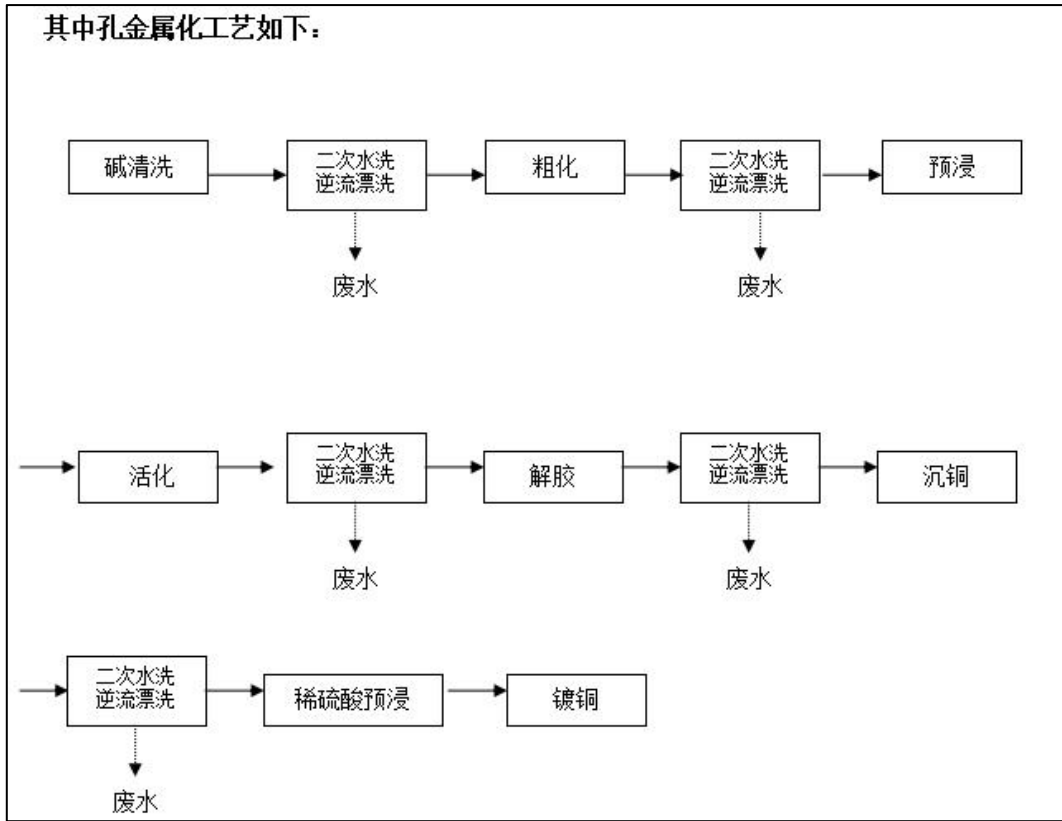 其中孔金属化工艺如下：
碱清洗
二次水洗
逆流漂洗
粗化
二次水洗
逆流漂洗
预浸
废水
废水
活化
二次水洗
逆流漂洗
解胶
二次水洗
逆流漂洗
沉铜
废水
废水
二次水洗
逆流漂洗
稀硫酸预浸
镀铜
废水